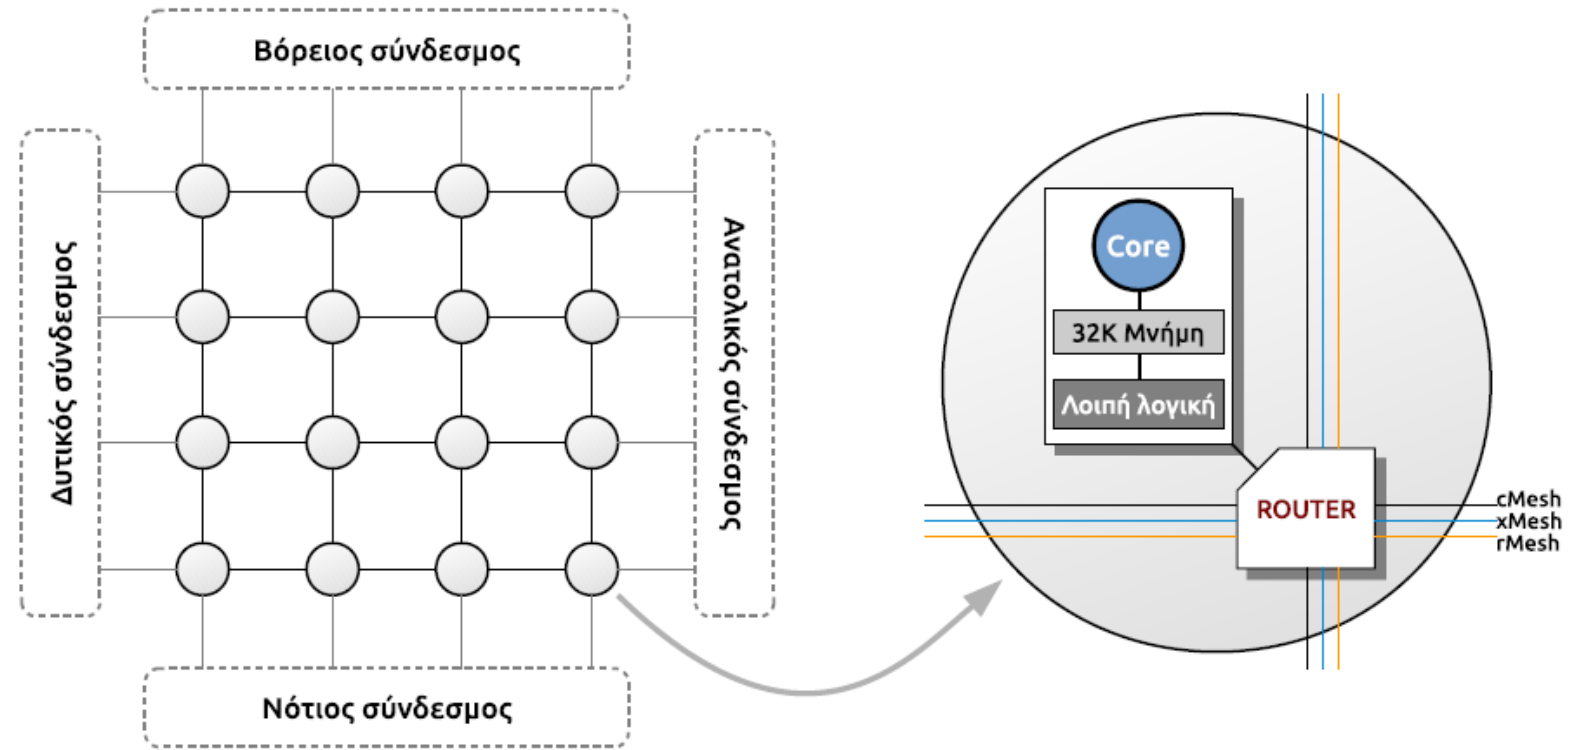 Βόρειος σύνδεσμος
Δυτικός σύνδεσμος
Ανατολικός σύνδεσμος
Νότιος σύνδεσμος
Core
32K Μνήμη
Λοιπή λογική
ROUTER
cMesh
xMesh
rMesh